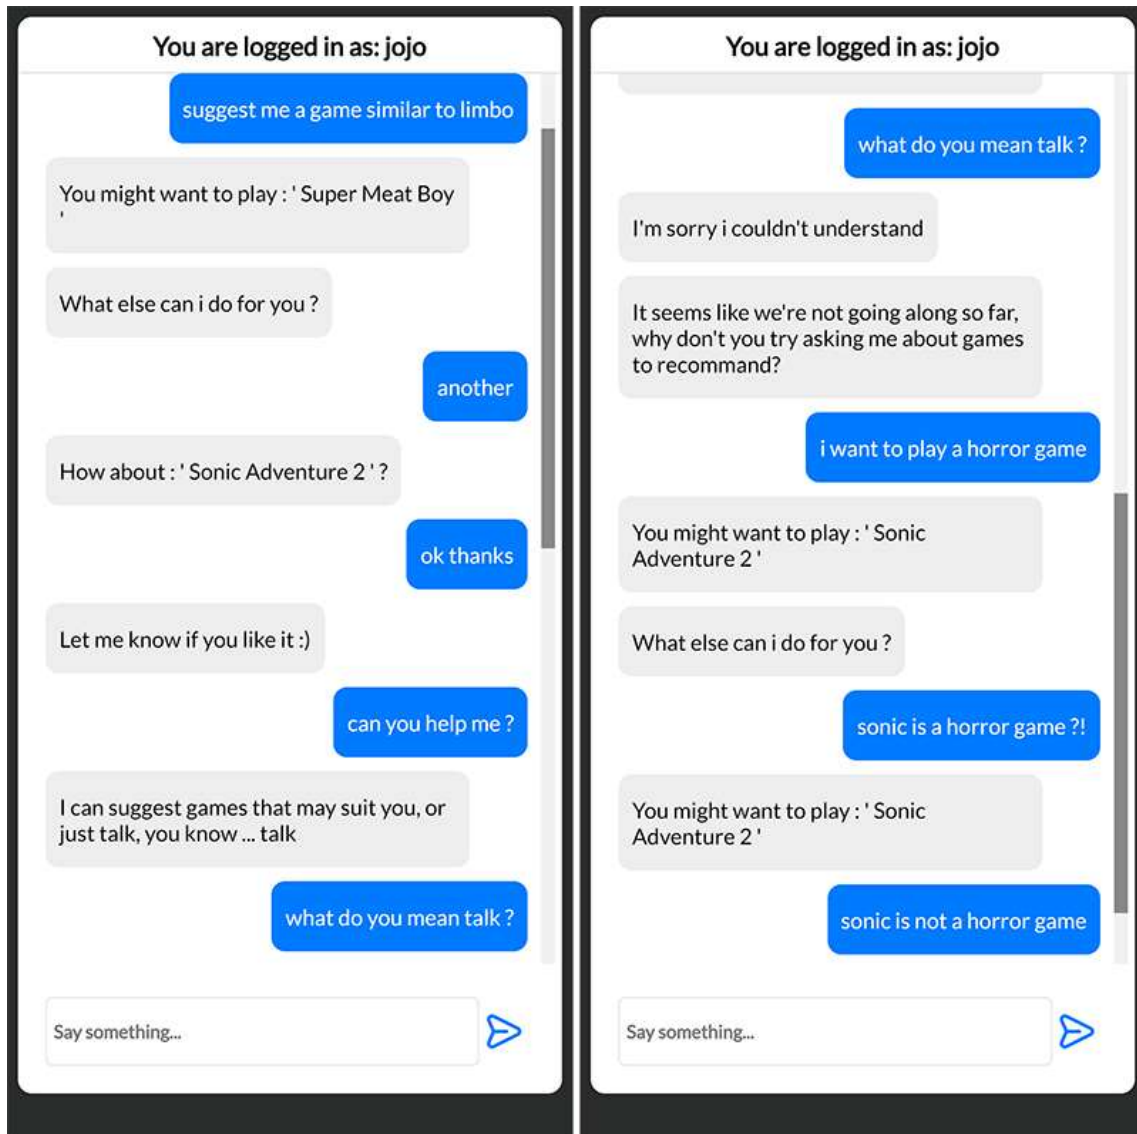 You are logged in as: jojo
suggest me a game similar to limbo
You might want to play : ' Super Meat Boy
'
What else can i do for you ?
another
How about : ' Sonic Adventure 2 ' ?
ok thanks
Let me know if you like it :)
can you help me ?
I can suggest games that may suit you, or
just talk, you know ... talk
what do you mean talk ?
Say something...
You are logged in as: jojo
what do you mean talk ?
I'm sorry i couldn't understand
It seems like we're not going along so far,
why don't you try asking me about games
to recommand?
i want to play a horror game
You might want to play : ' Sonic
Adventure 2 '
What else can i do for you ?
sonic is a horror game ?!
You might want to play : ' Sonic
Adventure 2 '
sonic is not a horror game
Say something...